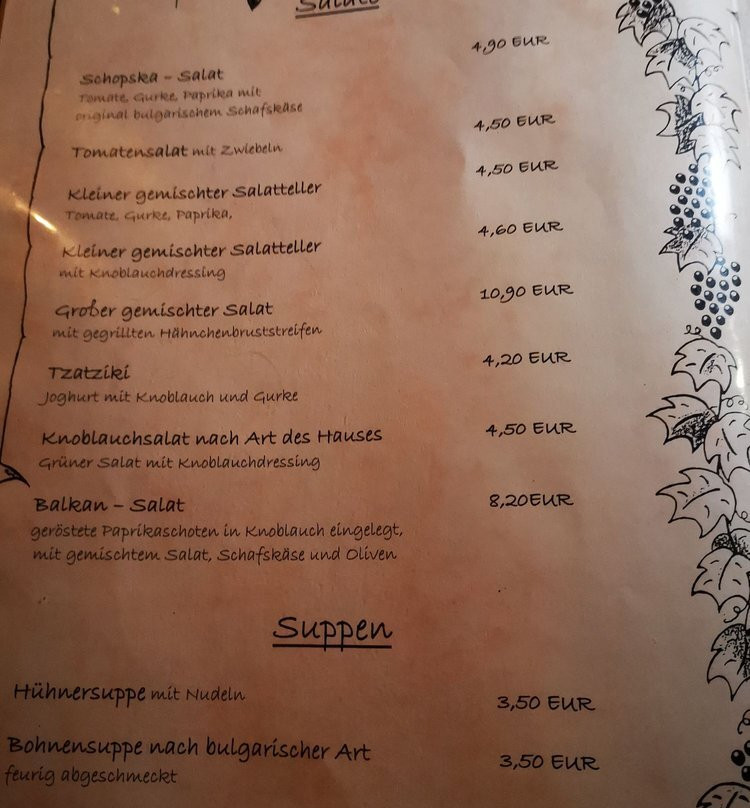 Salate
Schopska – Salat 4,90 EUR
Tomate, Gurke, Paprika mit
original bulgarischem Schafskäse
Tomatensalat mit Zwiebeln 4,50 EUR
Kleiner gemischter Salatteller 4,50 EUR
Tomate, Gurke, Paprika,
Kleiner gemischter Salatteller 4,60 EUR
mit Knoblauchdressing
Großer gemischter Salat 10,90 EUR
mit gegrillten Hähnchenbruststreifen
Tzatziki 4,20 EUR
Joghurt mit Knoblauch und Gurke
Knoblauchsalat nach Art des Hauses 4,50 EUR
Grüner Salat mit Knoblauchdressing
Balkan – Salat 8,20EUR
geröstete Paprikaschoten in Knoblauch eingelegt,
mit gemischtem Salat, Schafskäse und Oliven
Suppen
Hühnersuppe mit Nudeln 3,50 EUR
Bohnensuppe nach bulgarischer Art 3,50 EUR
feurig abgeschmeckt